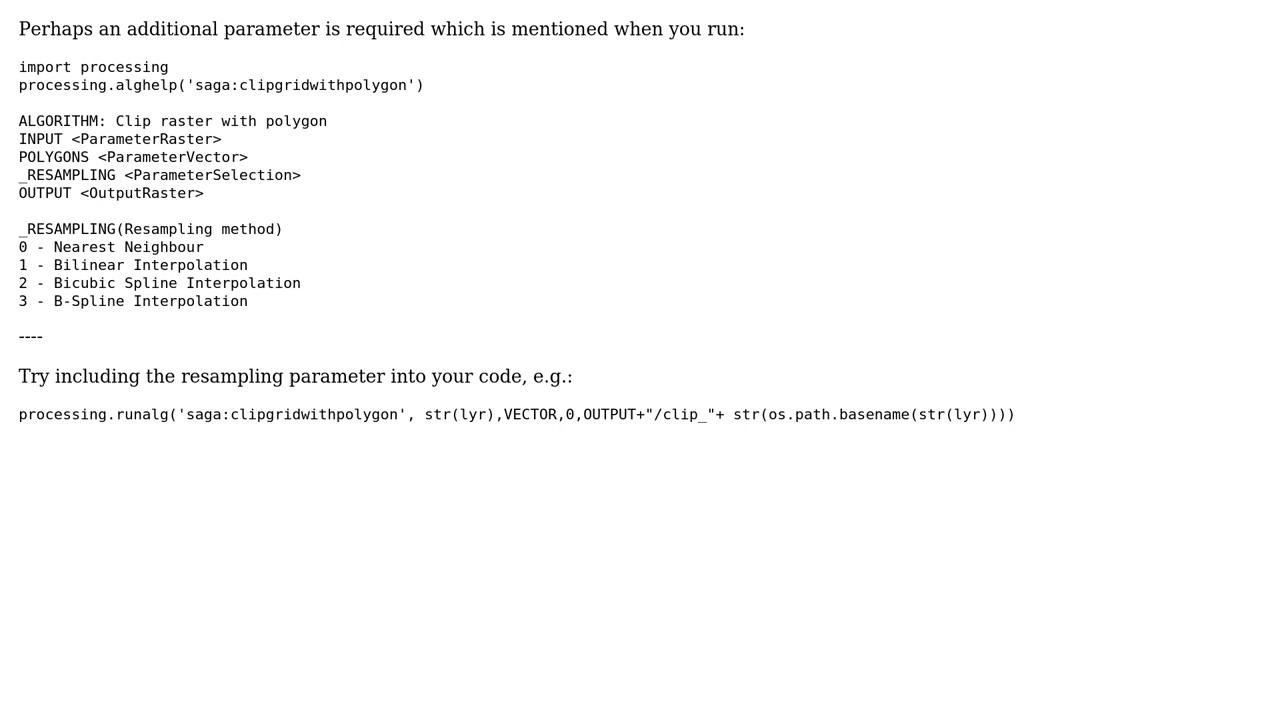 Perhaps an additional parameter is required which is mentioned when you run:
import processing
processing.alghelp('saga:clipgridwithpolygon')
ALGORITHM: Clip raster with polygon
INPUT <ParameterRaster>
POLYGONS <ParameterVector>
_RESAMPLING <ParameterSelection>
OUTPUT <OutputRaster>
_RESAMPLING(Resampling method)
0 - Nearest Neighbour
1 - Bilinear Interpolation
2 - Bicubic Spline Interpolation
3 - B-Spline Interpolation
----
Try including the resampling parameter into your code, e.g.:
processing.runalg('saga:clipgridwithpolygon', str(lyr),VECTOR,0,OUTPUT+"/clip_"+ str(os.path.basename(str(lyr))))